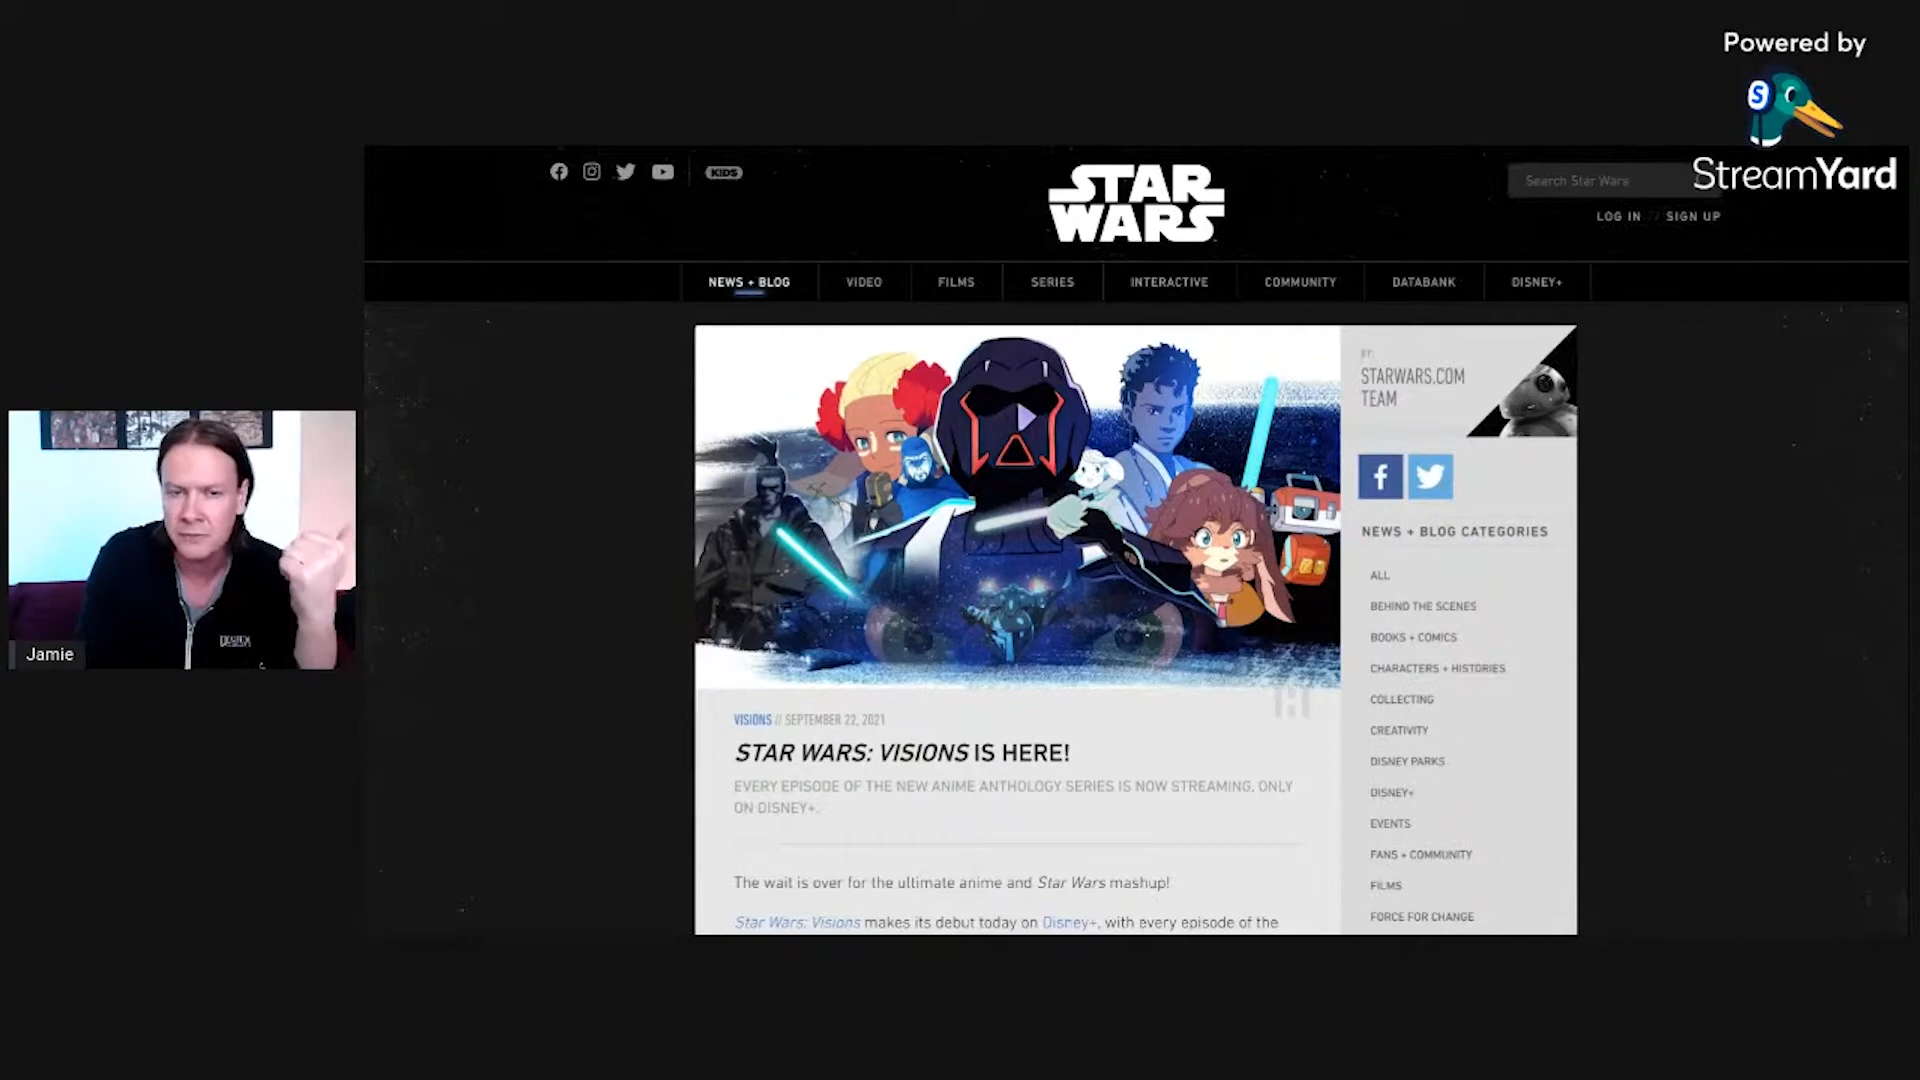 Powered by
S
StreamYard
KIDS
STAR
WARS
Search Star Wars
LOG IN // SIGN UP
NEWS + BLOG
VIDEO
FILMS
SERIES
INTERACTIVE
COMMUNITY
DATABANK
DISNEY+
BY:
STARWARS.COM
TEAM
NEWS + BLOG CATEGORIES
ALL
BEHIND THE SCENES
BOOKS + COMICS
CHARACTERS + HISTORIES
COLLECTING
CREATIVITY
DISNEY PARKS
DISNEY+
EVENTS
FANS + COMMUNITY
FILMS
FORCE FOR CHANGE
VISIONS // SEPTEMBER 22, 2021
STAR WARS: VISIONS IS HERE!
EVERY EPISODE OF THE NEW ANIME ANTHOLOGY SERIES IS NOW STREAMING, ONLY
ON DISNEY+.
The wait is over for the ultimate anime and Star Wars mashup!
Star Wars: Visions makes its debut today on Disney+, with every episode of the
Jamie